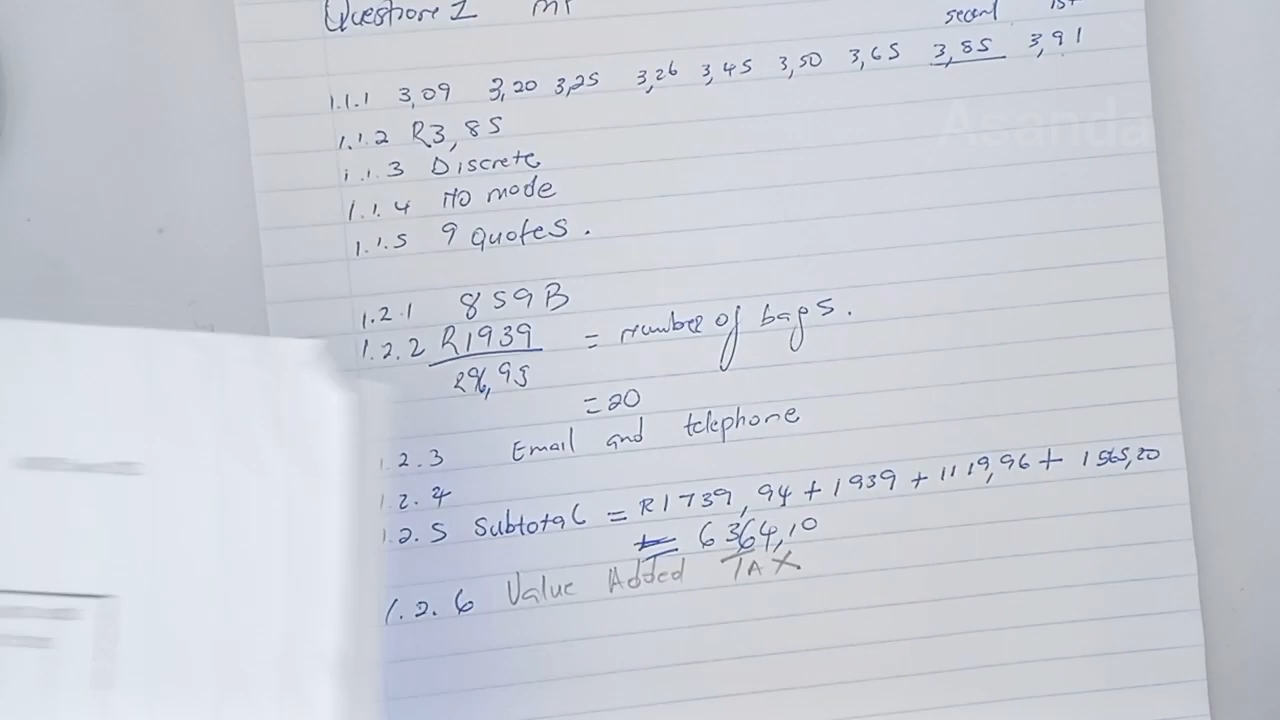 Question 1
second 1st
1.1.1 3,09 3,20 3,25 3,26 3,45 3,50 3,65 3,85 3,91
1.1.2 R3,85
1.1.3 Discrete
1.1.4 No mode
1.1.5 9 quotes.
1.2.1 859B
1.2.2 R1939 = number of bags.
96,95
= 20
1.2.3 Email and telephone
1.2.4
1.2.5 Subtotal = R1739,94 + 1939 + 1119,96 + 1565,20
= 6364,10
1.2.6 Value Added TAX
Asanda